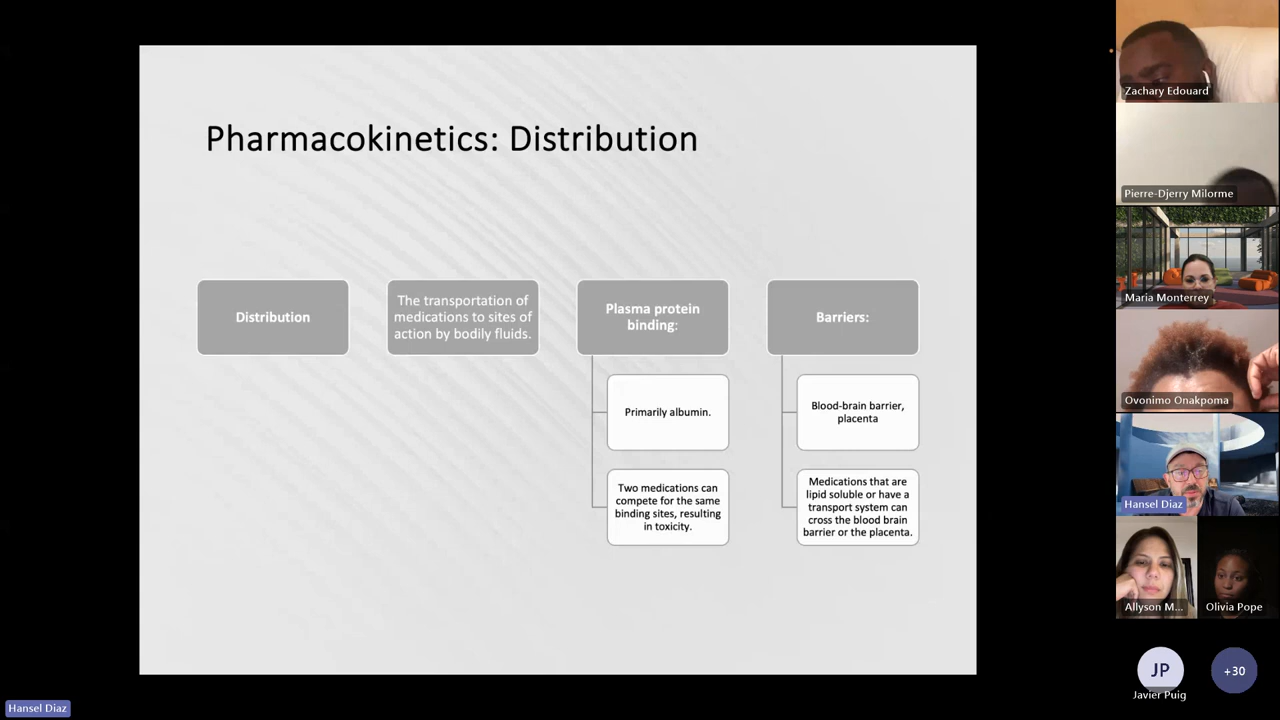 Pharmacokinetics: Distribution
Distribution
The transportation of
medications to sites of
action by bodily fluids.
Plasma protein
binding:
Primarily albumin.
Two medications can
compete for the same
binding sites, resulting
in toxicity.
Barriers:
Blood-brain barrier,
placenta
Medications that are
lipid soluble or have a
transport system can
cross the blood brain
barrier or the placenta.
Zachary Edouard
Pierre-Djerry Milorme
Maria Monterrey
Ovonimo Onakpoma
Hansel Diaz
Allyson M...
Olivia Pope
JP
Javier Puig
+30
Hansel Diaz